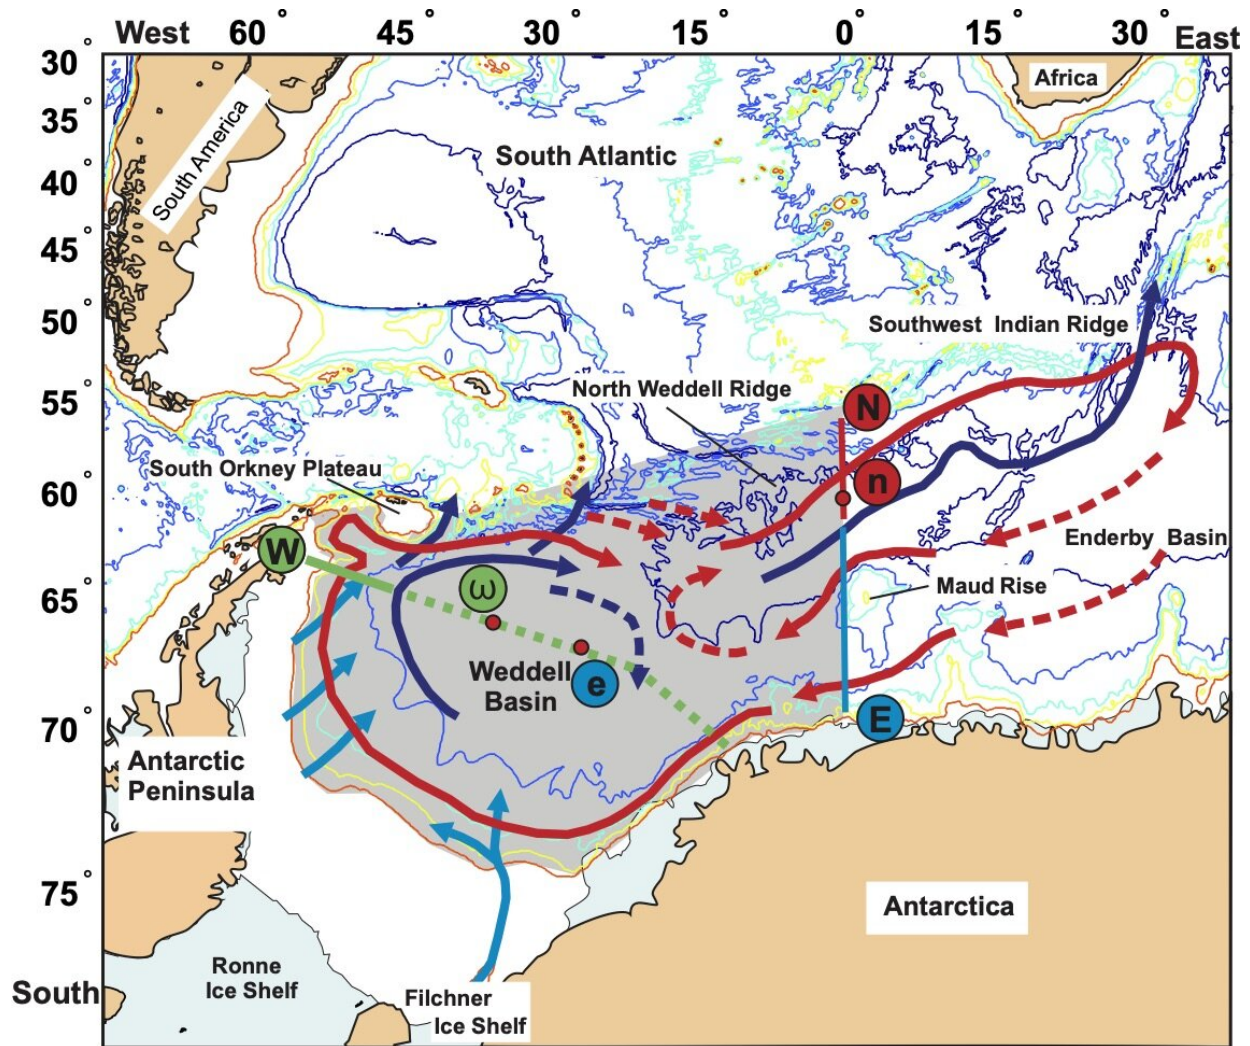 West 60° 45° 30° 15° 0° 15° 30° East
30°
Africa
35°
South America
South Atlantic
40°
45°
50°
Southwest Indian Ridge
55°
North Weddell Ridge
N
South Orkney Plateau
60°
n
W
Enderby Basin
65°
ω
Maud Rise
Weddell
Basin
e
70°
E
Antarctic
Peninsula
75°
Antarctica
Ronne
Ice Shelf
South
Filchner
Ice Shelf